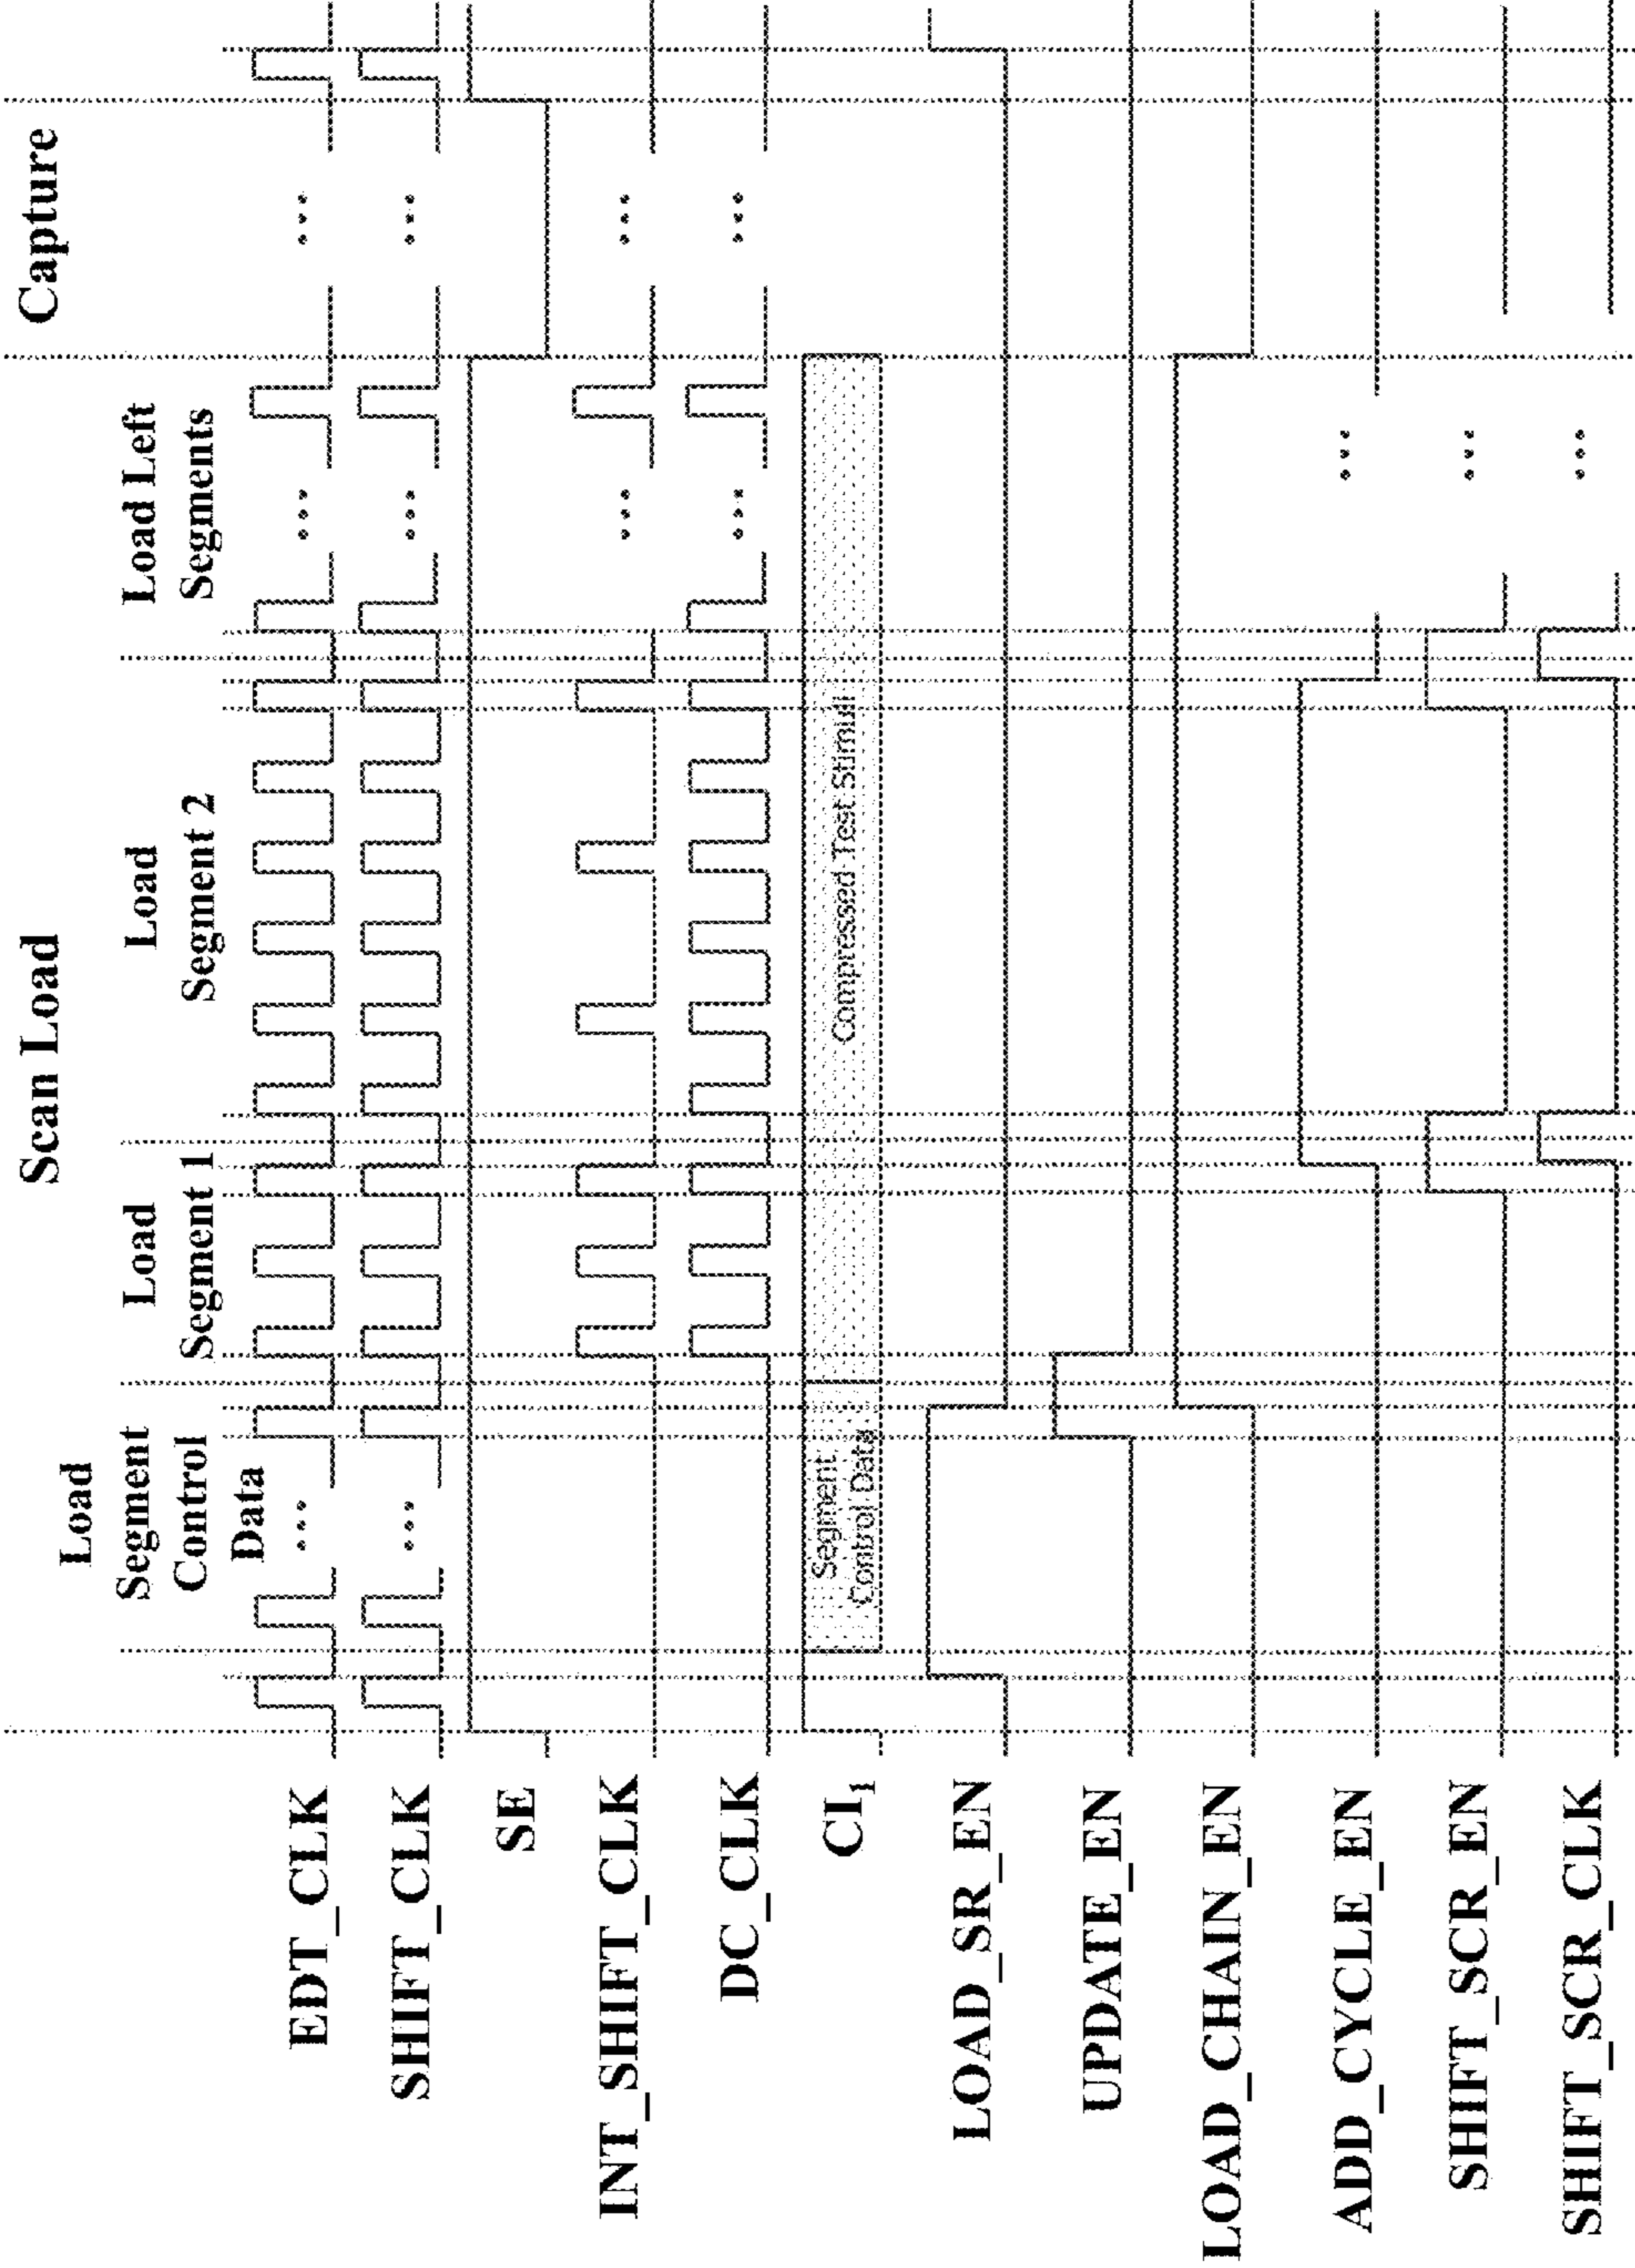 Scan Load
Capture
Load
Segment
Control
Data
Load
Segment 1
Load
Segment 2
Load Left
Segments
...
...
...
...
...
...
EDT_CLK
...
...
...
SHIFT_CLK
SE
...
...
INT_SHIFT_CLK
...
...
DC_CLK
CI1
Segment
Control Data
Compressed Test Stimuli
LOAD_SR_EN
UPDATE_EN
LOAD_CHAIN_EN
ADD_CYCLE_EN
...
SHIFT_SCR_EN
...
SHIFT_SCR_CLK
...